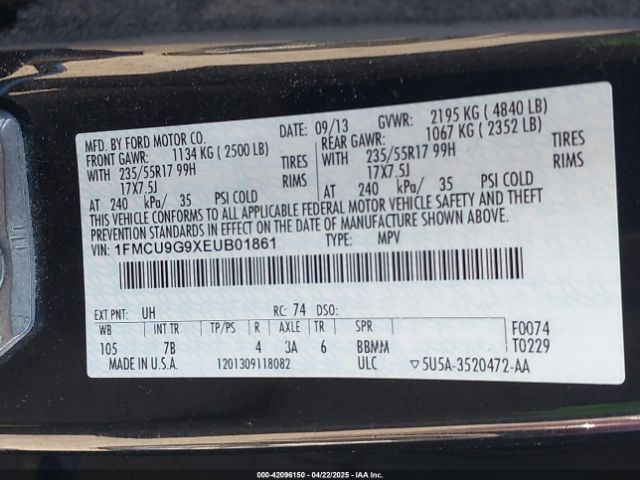 MFD. BY FORD MOTOR CO. DATE: 09/13 GVWR: 2195 KG ( 4840 LB)
FRONT GAWR: 1134 KG ( 2500 LB) REAR GAWR: 1067 KG ( 2352 LB)
WITH 235/55R17 99H TIRES WITH 235/55R17 99H TIRES
17X7.5J RIMS 17X7.5J RIMS
AT 240 kPa/ 35 PSI COLD AT 240 kPa/ 35 PSI COLD
THIS VEHICLE CONFORMS TO ALL APPLICABLE FEDERAL MOTOR VEHICLE SAFETY AND THEFT
PREVENTION STANDARDS IN EFFECT ON THE DATE OF MANUFACTURE SHOWN ABOVE.
VIN: 1FMCU9G9XEUB01861 TYPE: MPV
EXT PNT: UH RC: 74 DSO:
WB INT TR TP/PS R AXLE TR SPR F0074
105 7B 4 3A 6 BBMM T0229
MADE IN U.S.A. 1201309118082 ULC ▽5U5A-3520472-AA
000-42096150 - 04/22/2025 - IAA Inc.